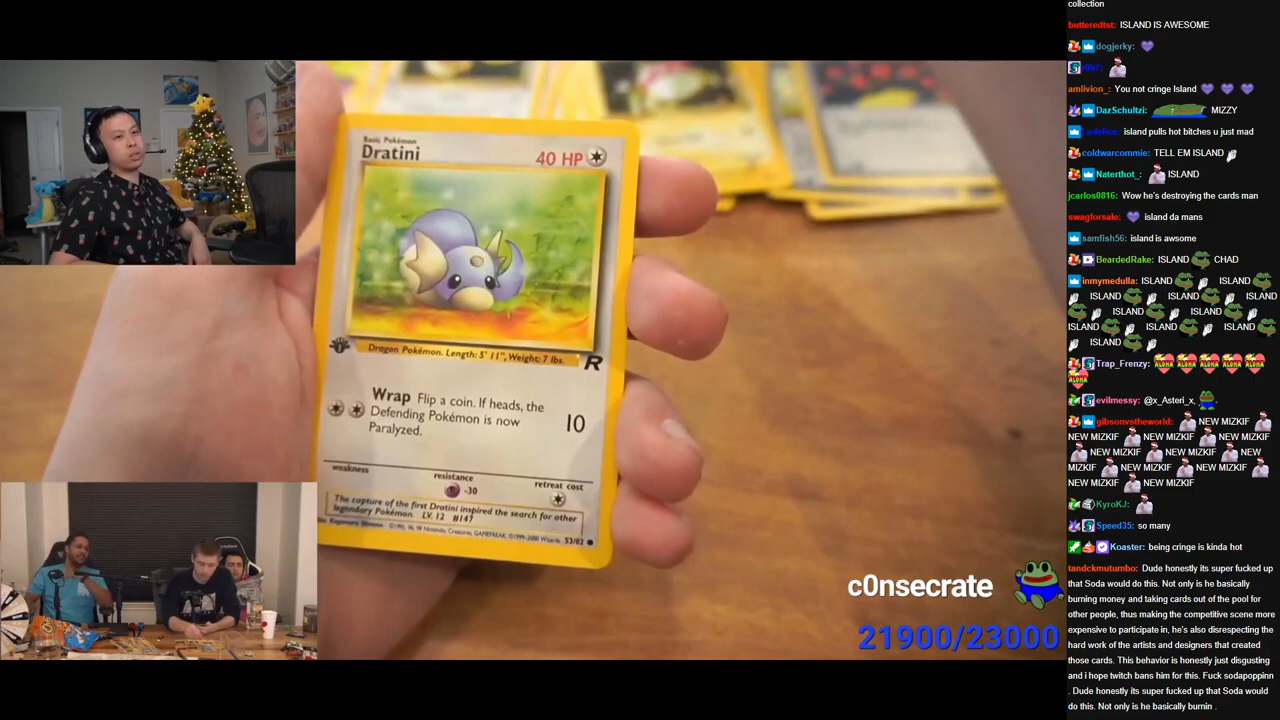 Basic Pokémon
Dratini
40 HP
Dragon Pokémon. Length: 5' 11", Weight: 7 lbs.
R
Wrap Flip a coin. If heads, the
Defending Pokémon is now
Paralyzed.
10
weakness
resistance
retreat cost
-30
The capture of the first Dratini inspired the search for other
legendary Pokémon. LV. 12 #147
53/82
c0nsecrate
21900/23000
collection
butteredtst: ISLAND IS AWESOME
dogjerky:
amlivion_: You not cringe Island
DazSchultzi: MIZZY
island pulls hot bitches u just mad
coldwarcommie: TELL EM ISLAND
Naterthot_: ISLAND
jcarlos0816: Wow he's destroying the cards man
swagforsale: island da mans
samfish56: island is awsome
BeardedRake: ISLAND CHAD
inmymedulla: ISLAND ISLAND
ISLAND ISLAND ISLAND
ISLAND ISLAND
ISLAND ISLAND ISLAND
ISLAND
Trap_Frenzy: ALOHA ALOHA ALOHA ALOHA ALOHA
ALOHA
evilmessy: @x_Asteri_x,
gibsonvstheworld: NEW MIZKIF
NEW MIZKIF NEW MIZKIF NEW MIZKIF
NEW MIZKIF NEW MIZKIF NEW
MIZKIF NEW MIZKIF NEW MIZKIF
NEW MIZKIF NEW MIZKIF
KyroKJ:
Speed35: so many
Koaster: being cringe is kinda hot
tandckmutumbo: Dude honestly its super fucked up
that Soda would do this. Not only is he basically
burning money and taking cards out of the pool for
other people, thus making the competitive scene more
expensive to participate in, he's also disrespecting the
hard work of the artists and designers that created
those cards. This behavior is honestly just disgusting
and i hope twitch bans him for this. Fuck sodapoppinn
. Dude honestly its super fucked up that Soda would
do this. Not only is he basically burnin .